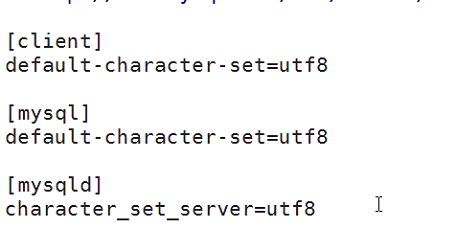 [client]
default-character-set=utf8
[mysql]
default-character-set=utf8
[mysqld]
character_set_server=utf8